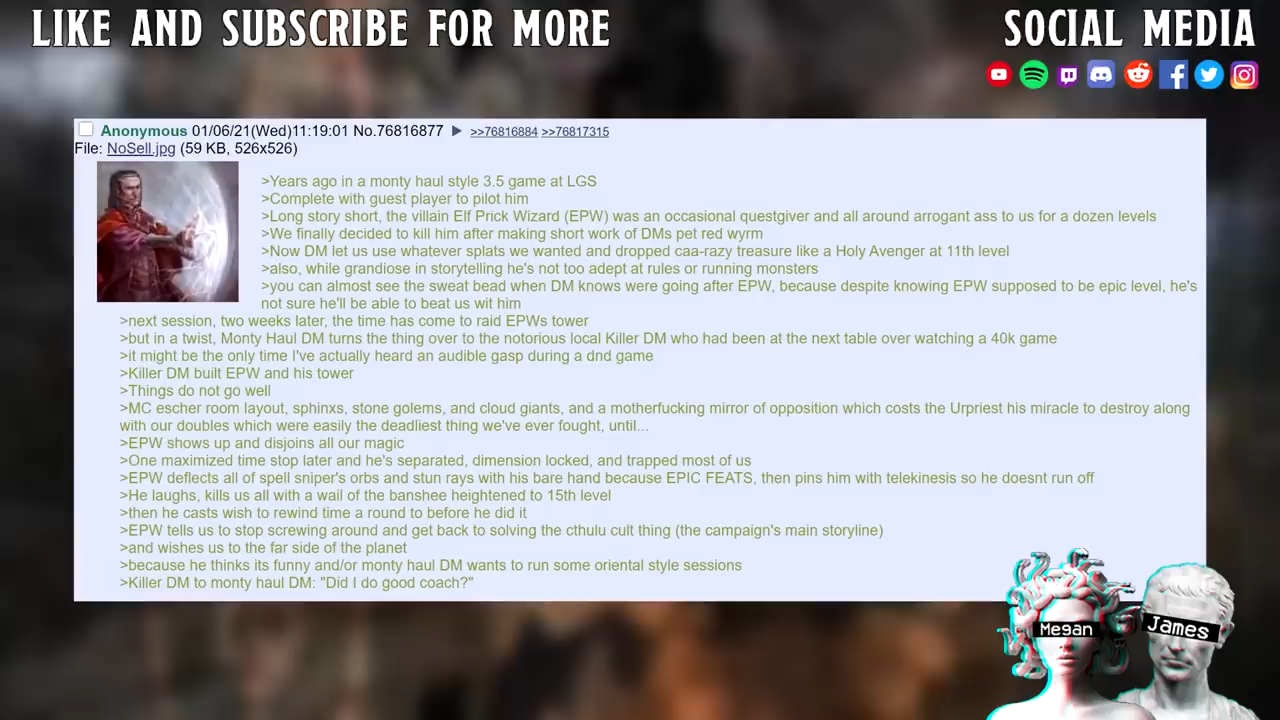 LIKE AND SUBSCRIBE FOR MORE
SOCIAL MEDIA
Anonymous 01/06/21(Wed)11:19:01 No.76816877 ▶ >>76816884 >>76817315
File: NoSell.jpg (59 KB, 526x526)
>Years ago in a monty haul style 3.5 game at LGS
>Complete with guest player to pilot him
>Long story short, the villain Elf Prick Wizard (EPW) was an occasional questgiver and all around arrogant ass to us for a dozen levels
>We finally decided to kill him after making short work of DMs pet red wyrm
>Now DM let us use whatever splats we wanted and dropped caa-razy treasure like a Holy Avenger at 11th level
>also, while grandiose in storytelling he's not too adept at rules or running monsters
>you can almost see the sweat bead when DM knows were going after EPW, because despite knowing EPW supposed to be epic level, he's
not sure he'll be able to beat us wit him
>next session, two weeks later, the time has come to raid EPWs tower
>but in a twist, Monty Haul DM turns the thing over to the notorious local Killer DM who had been at the next table over watching a 40k game
>it might be the only time I've actually heard an audible gasp during a dnd game
>Killer DM built EPW and his tower
>Things do not go well
>MC escher room layout, sphinxs, stone golems, and cloud giants, and a motherfucking mirror of opposition which costs the Urpriest his miracle to destroy along
with our doubles which were easily the deadliest thing we've ever fought, until...
>EPW shows up and disjoins all our magic
>One maximized time stop later and he's separated, dimension locked, and trapped most of us
>EPW deflects all of spell sniper's orbs and stun rays with his bare hand because EPIC FEATS, then pins him with telekinesis so he doesnt run off
>He laughs, kills us all with a wail of the banshee heightened to 15th level
>then he casts wish to rewind time a round to before he did it
>EPW tells us to stop screwing around and get back to solving the cthulu cult thing (the campaign's main storyline)
>and wishes us to the far side of the planet
>because he thinks its funny and/or monty haul DM wants to run some oriental style sessions
>Killer DM to monty haul DM: "Did I do good coach?"
Megan
James